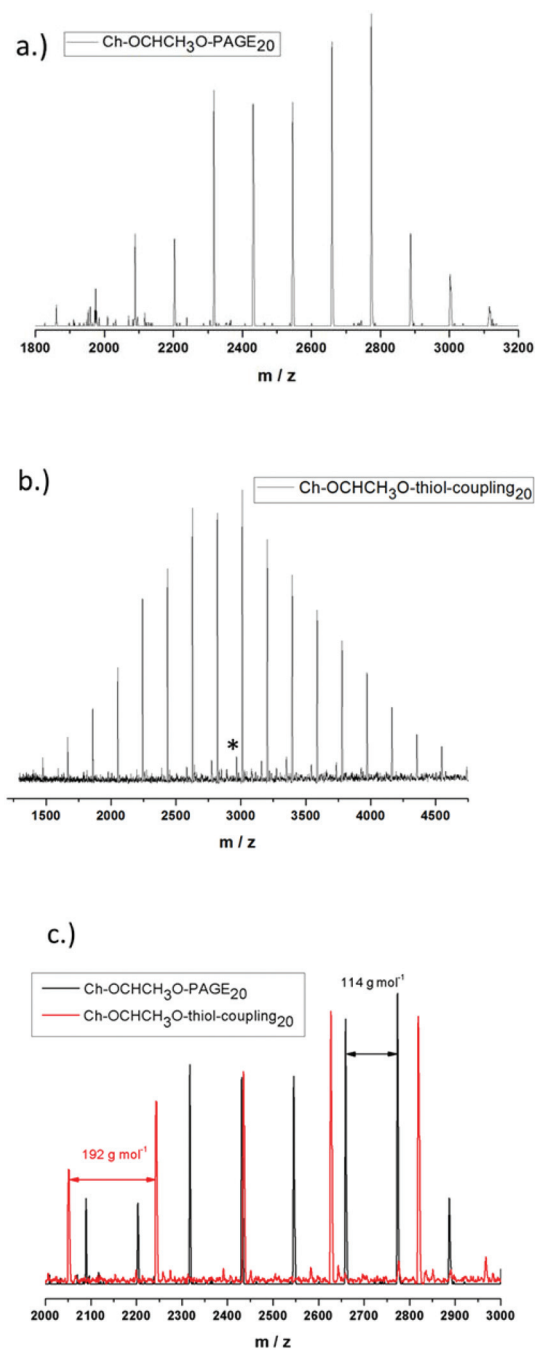 a.)
Ch-OCHCH3O-PAGE20
1800 2000 2200 2400 2600 2800 3000 3200
m / z
b.)
Ch-OCHCH3O-thiol-coupling20
*
1500 2000 2500 3000 3500 4000 4500
m / z
c.)
Ch-OCHCH3O-PAGE20
Ch-OCHCH3O-thiol-coupling20
114 g mol-1
192 g mol-1
2000 2100 2200 2300 2400 2500 2600 2700 2800 2900 3000
m / z